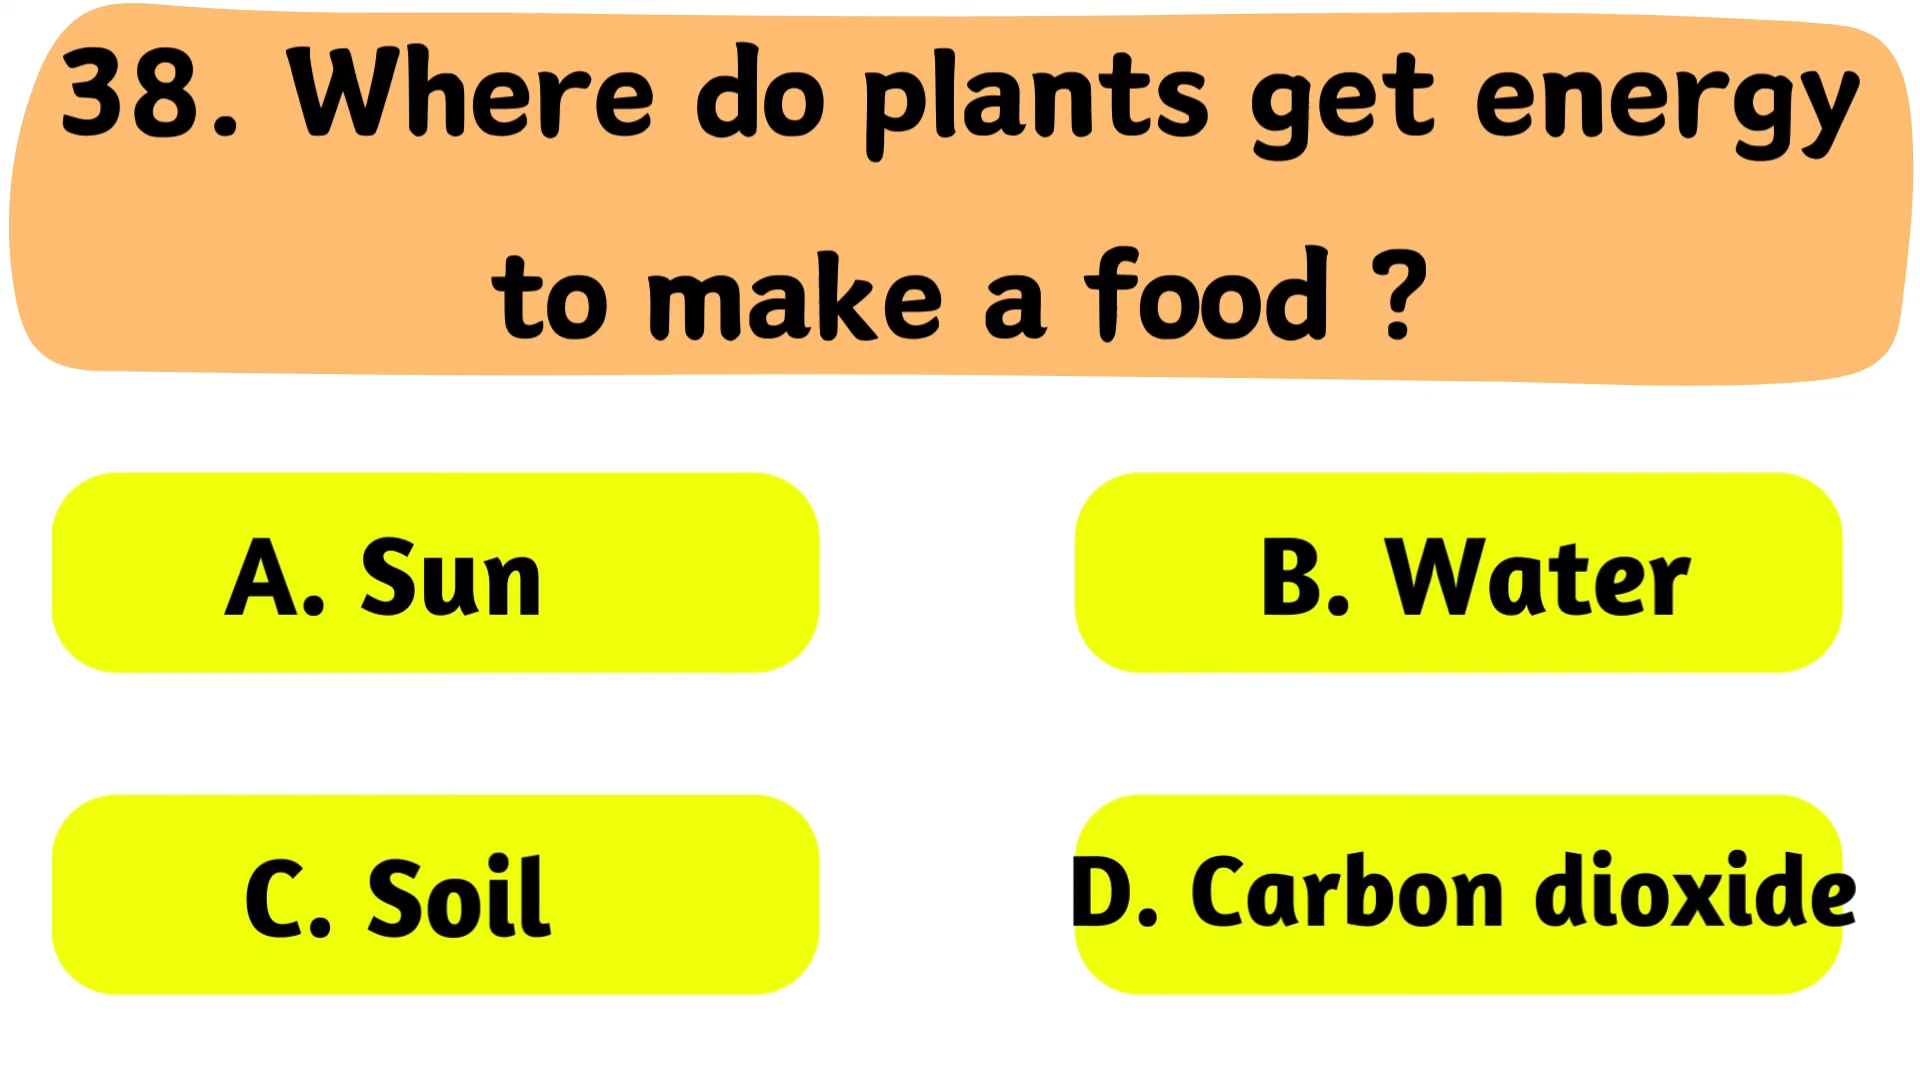 38. Where do plants get energy
to make a food ?
A. Sun
B. Water
C. Soil
D. Carbon dioxide